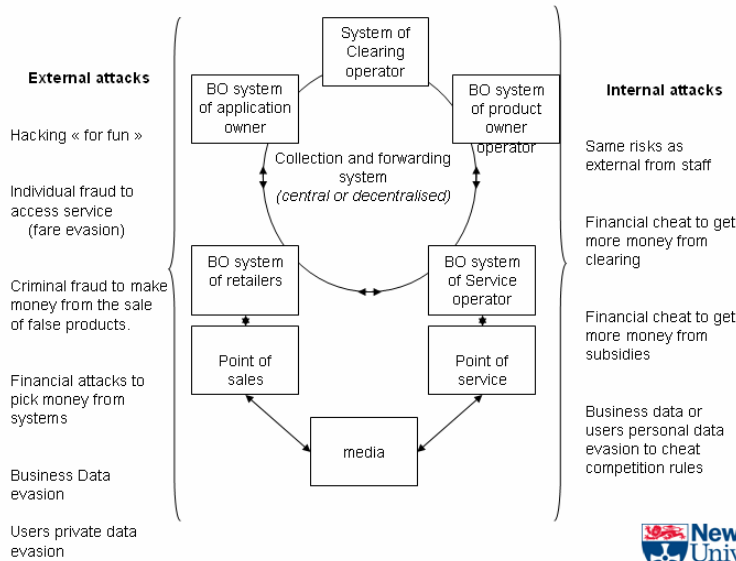 System of
Clearing
operator
External attacks
BO system
of application
owner
BO system
of product
owner
operator
Internal attacks
Hacking « for fun »
Same risks as
external from staff
Collection and forwarding
system
(central or decentralised)
Individual fraud to
access service
(fare evasion)
Financial cheat to get
more money from
clearing
BO system
of retailers
BO system
of Service
operator
Criminal fraud to make
money from the sale
of false products.
Financial cheat to get
more money from
subsidies
Point of
sales
Point of
service
Financial attacks to
pick money from
systems
Business data or
users personal data
evasion to cheat
competition rules
media
Business Data
evasion
Users private data
evasion